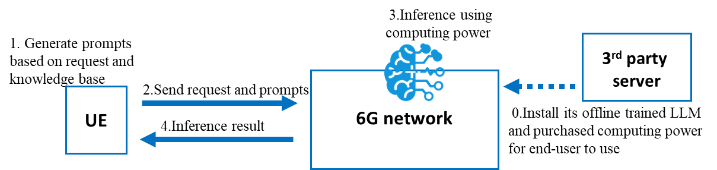 3.Inference using
computing power
1. Generate prompts
based on request and
knowledge base
2.Send request and prompts
UE
4.Inference result
6G network
3rd party
server
0.Install its offline trained LLM
and purchased computing power
for end-user to use